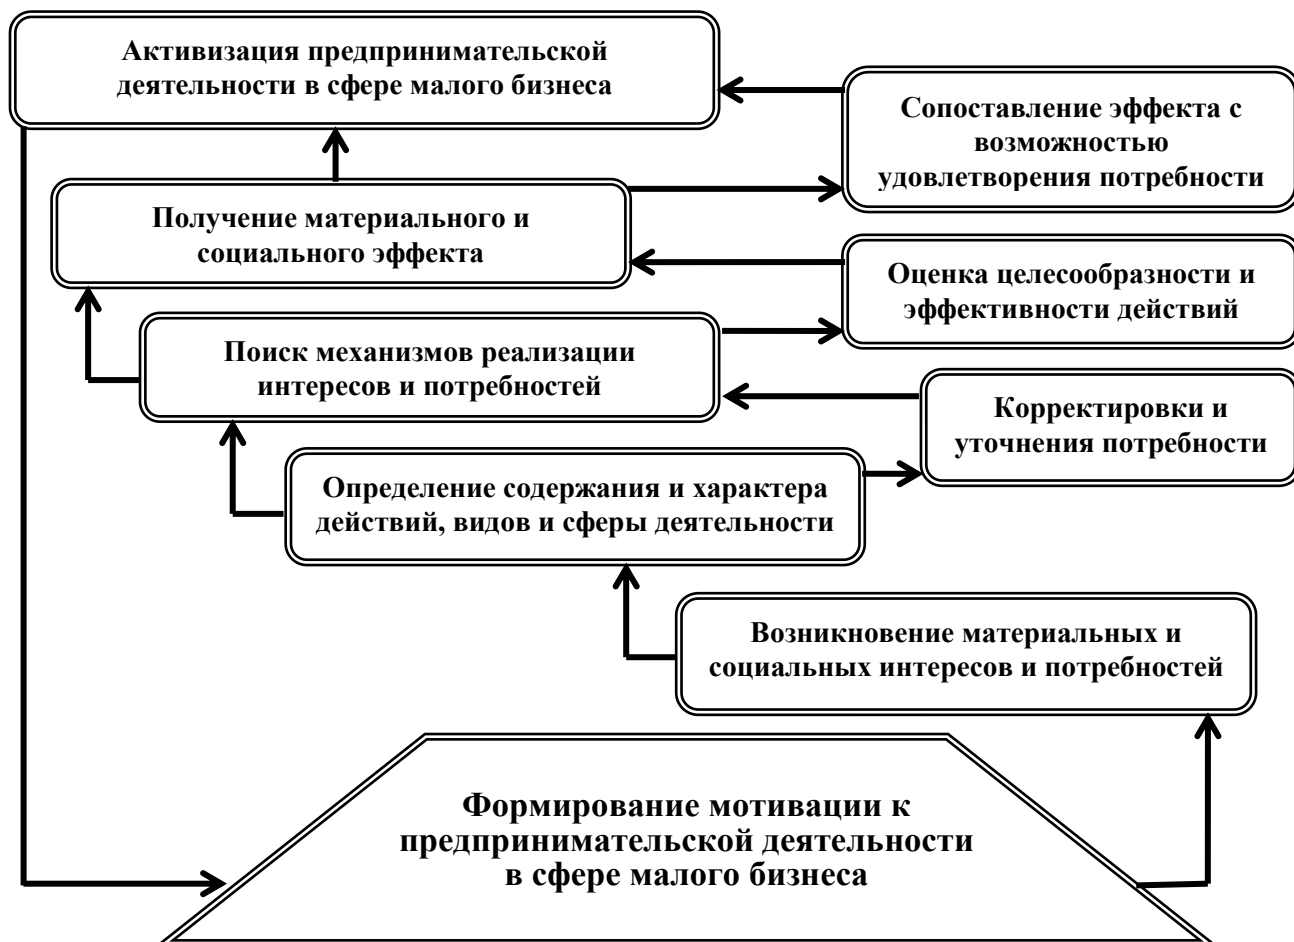 Активизация предпринимательской
деятельности в сфере малого бизнеса
Сопоставление эффекта с
возможностью
удовлетворения потребности
Получение материального и
социального эффекта
Оценка целесообразности и
эффективности действий
Поиск механизмов реализации
интересов и потребностей
Корректировки и
уточнения потребности
Определение содержания и характера
действий, видов и сферы деятельности
Возникновение материальных и
социальных интересов и потребностей
Формирование мотивации к
предпринимательской деятельности
в сфере малого бизнеса